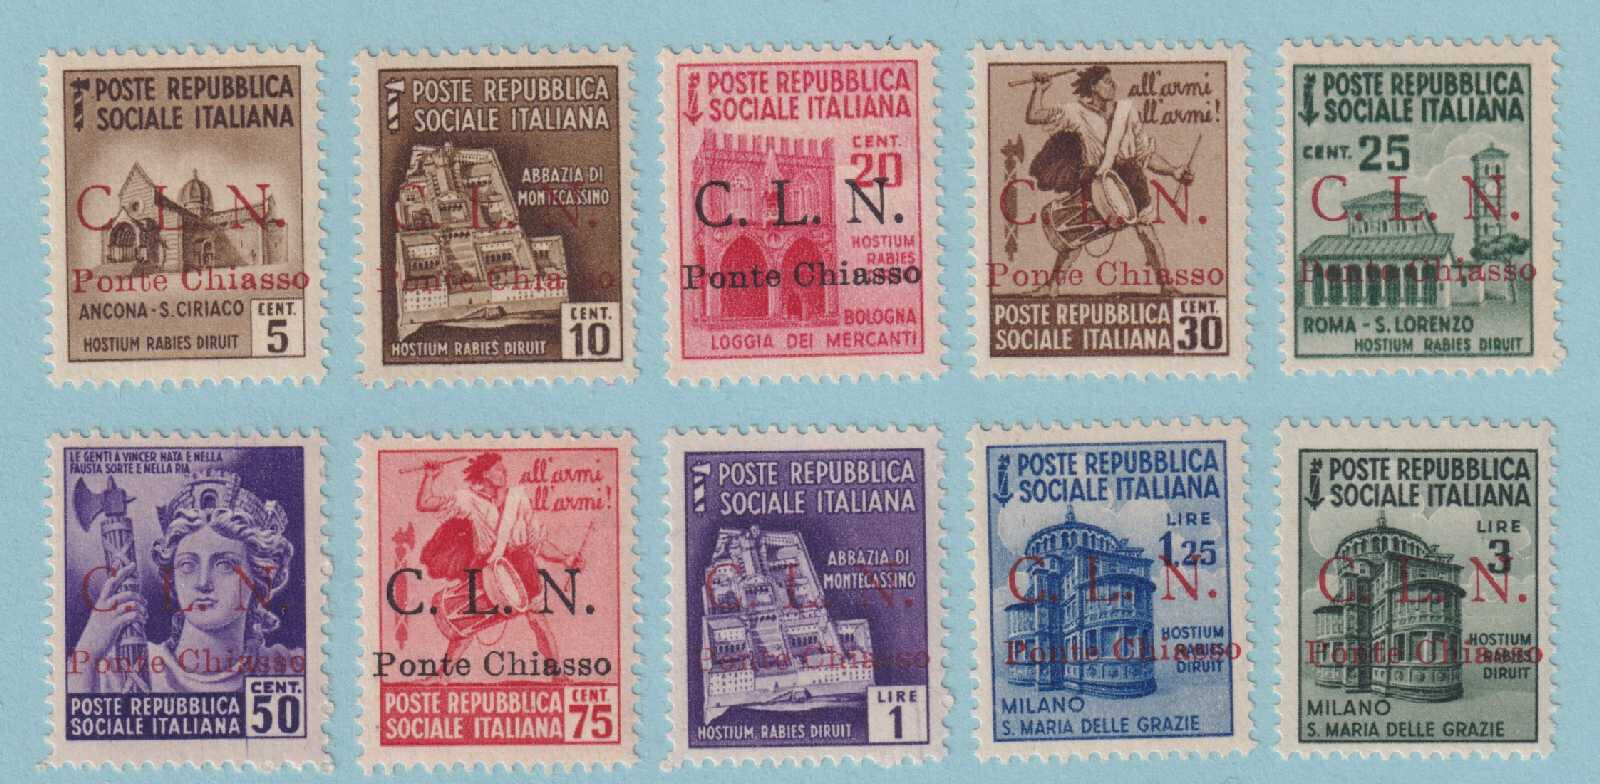 POSTE REPUBBLICA
SOCIALE ITALIANA
C. L. N.
Ponte Chiasso
ANCONA - S. CIRIACO
CENT.
5
HOSTIUM RABIES DIRUIT
POSTE REPUBBLICA
SOCIALE ITALIANA
ABBAZIA DI
MONTECASSINO
C. L. N.
Ponte Chiasso
CENT.
10
HOSTIUM RABIES DIRUIT
POSTE REPUBBLICA
SOCIALE ITALIANA
CENT.
20
C. L. N.
HOSTIUM
RABIES
Ponte Chiasso
BOLOGNA
LOGGIA DEI MERCANTI
all'armi
all'armi!
C. L. N.
Ponte Chiasso
POSTE REPUBBLICA
SOCIALE ITALIANA
CENT.
30
POSTE REPUBBLICA
SOCIALE ITALIANA
CENT. 25
C. L. N.
Ponte Chiasso
ROMA - S. LORENZO
HOSTIUM RABIES DIRUIT
LE GENTI A VINCER NATA E NELLA
FAUSTA SORTE E NELLA RIA
C. L. N.
Ponte Chiasso
POSTE REPUBBLICA
SOCIALE ITALIANA
CENT.
50
all'armi
all'armi!
C. L. N.
Ponte Chiasso
POSTE REPUBBLICA
SOCIALE ITALIANA
CENT.
75
POSTE REPUBBLICA
SOCIALE ITALIANA
ABBAZIA DI
MONTECASSINO
C. L. N.
Ponte Chiasso
LIRE
1
HOSTIUM RABIES DIRUIT
POSTE REPUBBLICA
SOCIALE ITALIANA
LIRE
1,25
C. L. N.
HOSTIUM
RABIES
DIRUIT
Ponte Chiasso
MILANO
S. MARIA DELLE GRAZIE
POSTE REPUBBLICA
SOCIALE ITALIANA
LIRE
3
C. L. N.
HOSTIUM
RABIES
DIRUIT
Ponte Chiasso
MILANO
S. MARIA DELLE GRAZIE